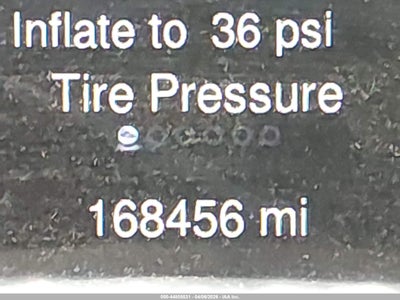 Inflate to 36 psi
Tire Pressure
168456 mi